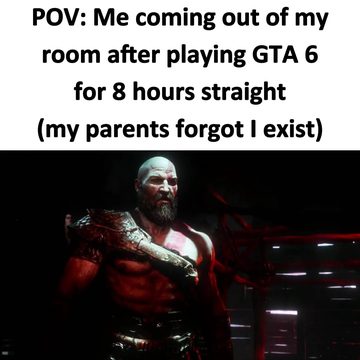 POV: Me coming out of my
room after playing GTA 6
for 8 hours straight
(my parents forgot I exist)